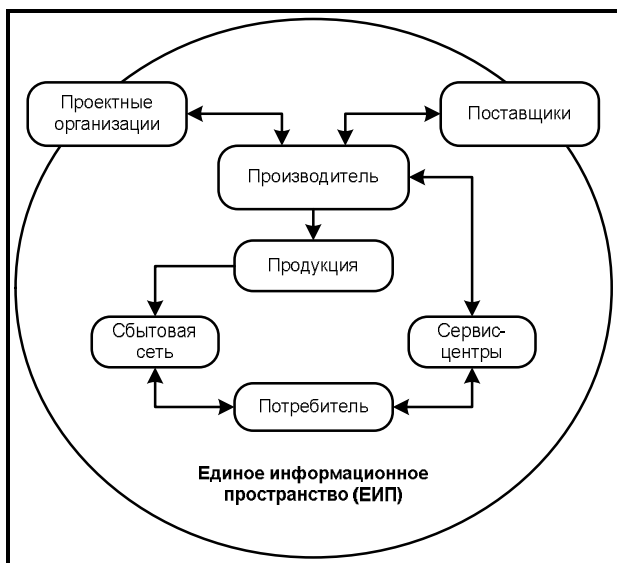 Проектные
организации
Поставщики
Производитель
Продукция
Сбытовая
сеть
Сервис-
центры
Потребитель
Единое информационное
пространство (ЕИП)